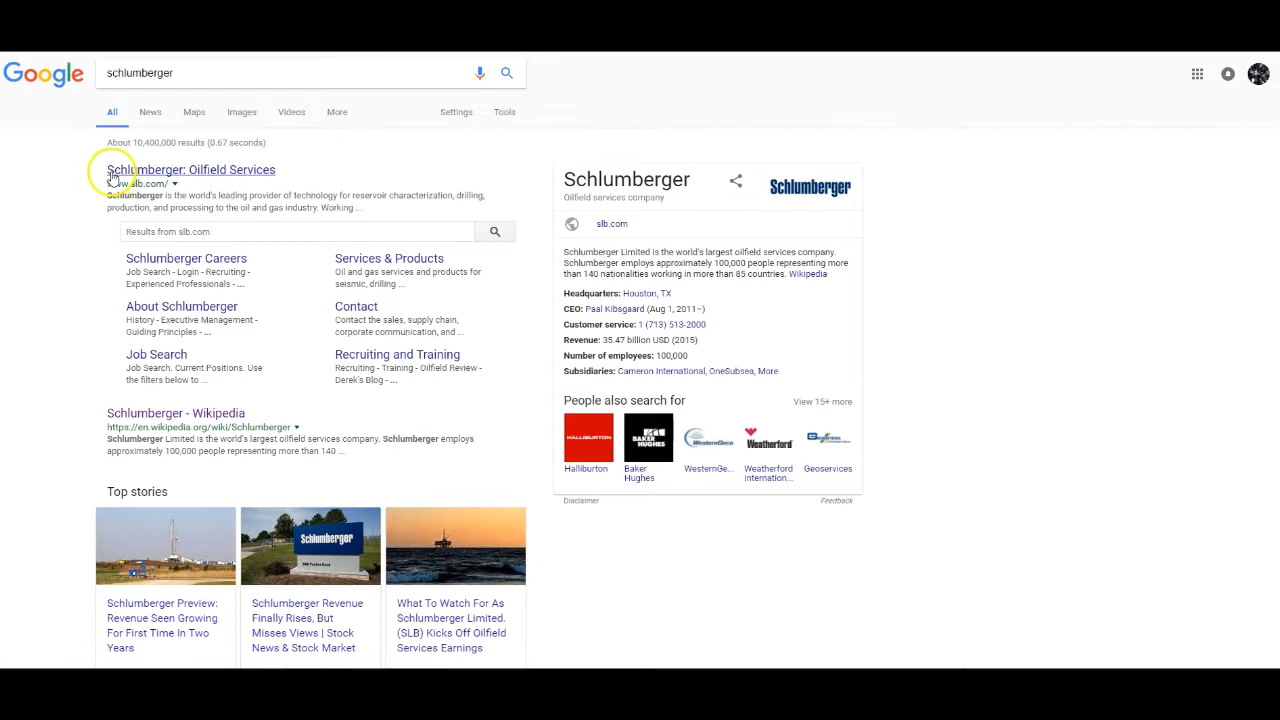 Google
schlumberger
All News Maps Images Videos More Settings Tools
About 10,400,000 results (0.67 seconds)
Schlumberger: Oilfield Services
www.slb.com/
Schlumberger is the world's leading provider of technology for reservoir characterization, drilling,
production, and processing to the oil and gas industry. Working ...
Results from slb.com
Schlumberger Careers
Job Search - Login - Recruiting -
Experienced Professionals - ...
Services & Products
Oil and gas services and products for
seismic, drilling ...
About Schlumberger
History - Executive Management -
Guiding Principles - ...
Contact
Contact the sales, supply chain,
corporate communication, and ...
Job Search
Job Search. Current Positions. Use
the filters below to ...
Recruiting and Training
Recruiting - Training - Oilfield Review -
Derek's Blog - ...
Schlumberger - Wikipedia
https://en.wikipedia.org/wiki/Schlumberger
Schlumberger Limited is the world's largest oilfield services company. Schlumberger employs
approximately 100,000 people representing more than 140 ...
Top stories
Schlumberger
Schlumberger Preview:
Revenue Seen Growing
For First Time In Two
Years
Schlumberger Revenue
Finally Rises, But
Misses Views | Stock
News & Stock Market
What To Watch For As
Schlumberger Limited.
(SLB) Kicks Off Oilfield
Services Earnings
Schlumberger
Oilfield services company
Schlumberger
slb.com
Schlumberger Limited is the world's largest oilfield services company.
Schlumberger employs approximately 100,000 people representing more
than 140 nationalities working in more than 85 countries. Wikipedia
Headquarters: Houston, TX
CEO: Paal Kibsgaard (Aug 1, 2011–)
Customer service: 1 (713) 513-2000
Revenue: 35.47 billion USD (2015)
Number of employees: 100,000
Subsidiaries: Cameron International, OneSubsea, More
People also search for
View 15+ more
HALLIBURTON
BAKER
HUGHES
WesternGeco
Weatherford
Geoservices
Halliburton
Baker
Hughes
WesternGe...
Weatherford
Internation...
Geoservices
Disclaimer
Feedback